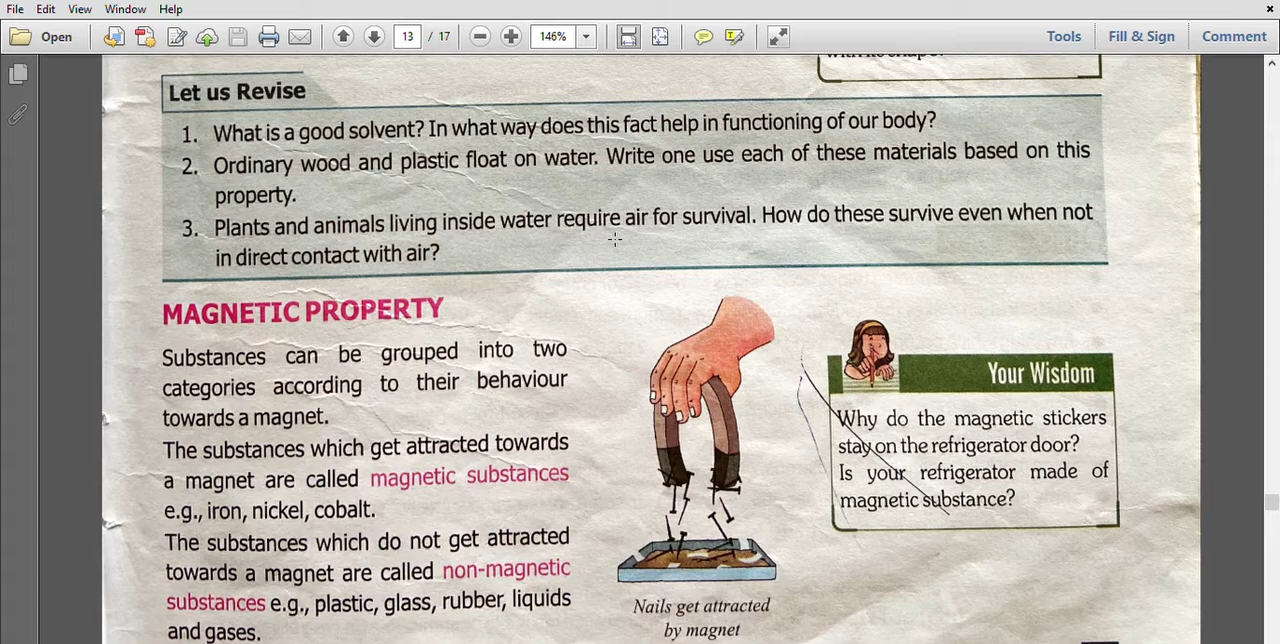 File Edit View Window Help
Open 13 / 17 146% Tools Fill & Sign Comment
Let us Revise
1. What is a good solvent? In what way does this fact help in functioning of our body?
2. Ordinary wood and plastic float on water. Write one use each of these materials based on this
property.
3. Plants and animals living inside water require air for survival. How do these survive even when not
in direct contact with air?
MAGNETIC PROPERTY
Substances can be grouped into two
categories according to their behaviour
towards a magnet.
The substances which get attracted towards
a magnet are called magnetic substances
e.g., iron, nickel, cobalt.
The substances which do not get attracted
towards a magnet are called non-magnetic
substances e.g., plastic, glass, rubber, liquids
and gases.
Nails get attracted
by magnet
Your Wisdom
Why do the magnetic stickers
stay on the refrigerator door?
Is your refrigerator made of
magnetic substance?